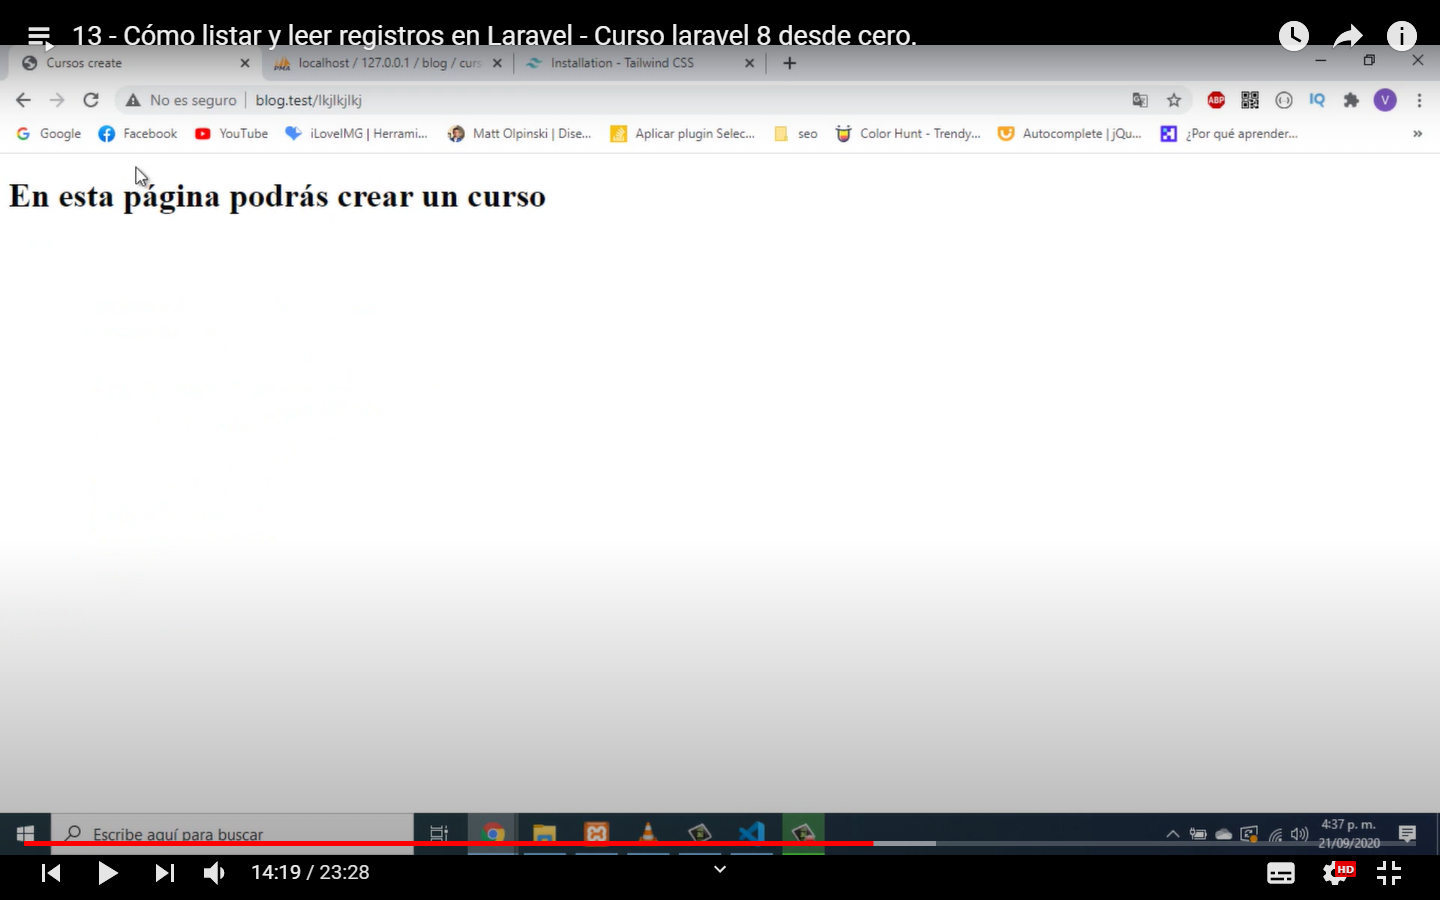 13 - Cómo listar y leer registros en Laravel - Curso laravel 8 desde cero.
Cursos create
localhost / 127.0.0.1 / blog / curs
Installation - Tailwind CSS
No es seguro
blog.test/lkjlkjlkj
ABP
IQ
V
Google
Facebook
YouTube
iLoveIMG | Herrami...
Matt Olpinski | Dise...
Aplicar plugin Selec...
seo
Color Hunt - Trendy...
Autocomplete | jQu...
¿Por qué aprender...
»
En esta página podrás crear un curso
Escribe aquí para buscar
4:37 p. m.
21/09/2020
14:19 / 23:28
HD